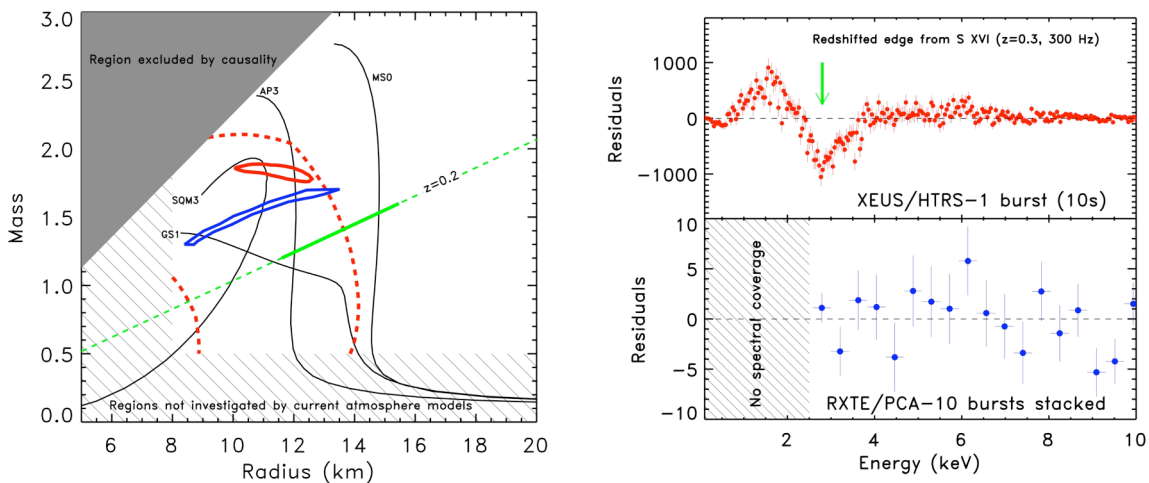 3.0
2.5
2.0
1.5
1.0
0.5
0.0
Mass
Region excluded by causality
AP3
MS0
SQM3
GS1
z=0.2
Regions not investigated by current atmosphere models
6 8 10 12 14 16 18 20
Radius (km)
1000
0
-1000
Residuals
Redshifted edge from S XVI (z=0.3, 300 Hz)
XEUS/HTRS-1 burst (10s)
10
5
0
-5
-10
Residuals
No spectral coverage
RXTE/PCA-10 bursts stacked
2 4 6 8 10
Energy (keV)